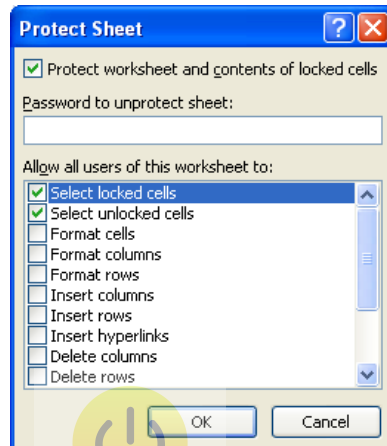 Protect Sheet
Protect worksheet and contents of locked cells
Password to unprotect sheet:
Allow all users of this worksheet to:
Select locked cells
Select unlocked cells
Format cells
Format columns
Format rows
Insert columns
Insert rows
Insert hyperlinks
Delete columns
Delete rows
OK Cancel